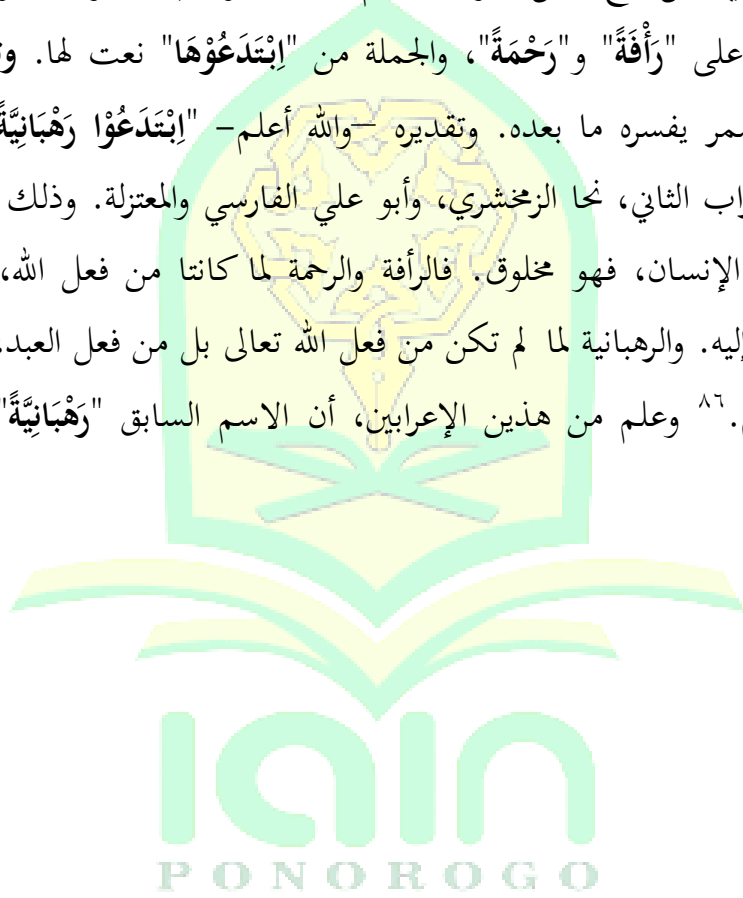 على "رَأْفَةً" و"رَحْمَةً"، والجملة من "اِبْتَدَعُوْهَا" نعت لها.
يفسره ما بعده. وتقديره –والله أعلم– "اِبْتَدَعُوْا رَهْبَانِيَّةً
الثاني، نحا الزمخشري، وأبو علي الفارسي والمعتزلة. وذلك
الإنسان، فهو مخلوق. فالرأفة والرحمة لما كانتا من فعل الله،
إليه. والرهبانية لما لم تكن من فعل الله تعالى بل من فعل العبد.
٨٦ وعلم من هذين الإعرابين، أن الاسم السابق "رَهْبَانِيَّةً"
IAIN
PONOROGO